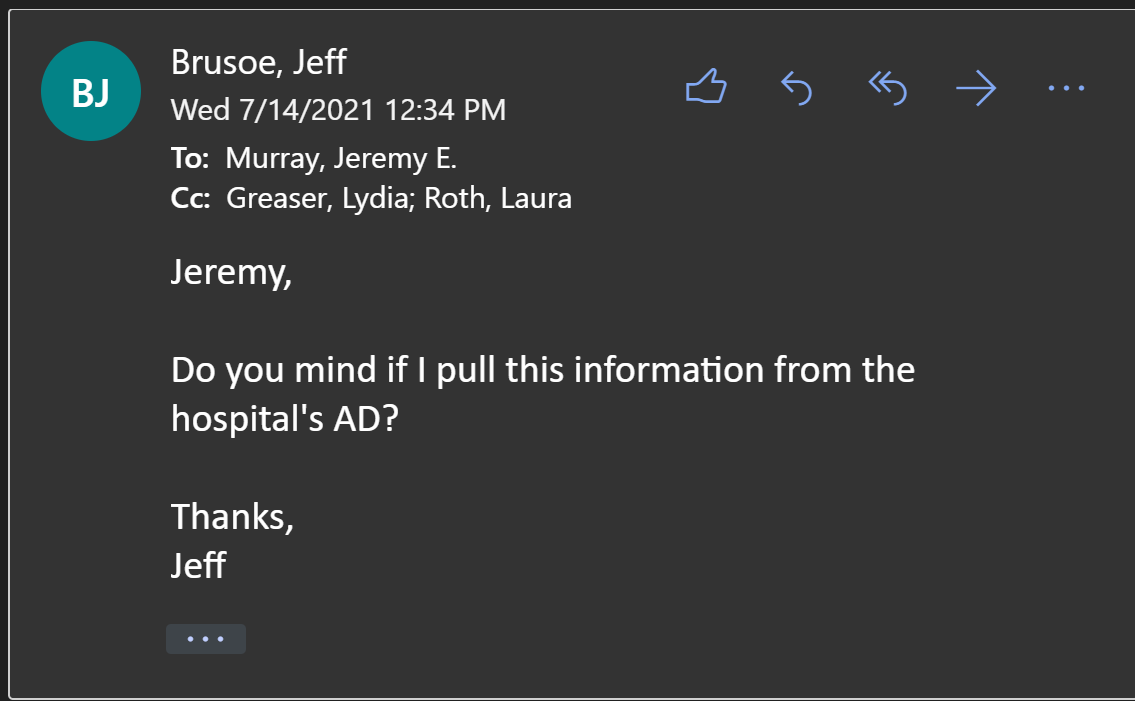 BJ
Brusoe, Jeff
Wed 7/14/2021 12:34 PM
To: Murray, Jeremy E.
Cc: Greaser, Lydia; Roth, Laura
Jeremy,
Do you mind if I pull this information from the
hospital's AD?
Thanks,
Jeff